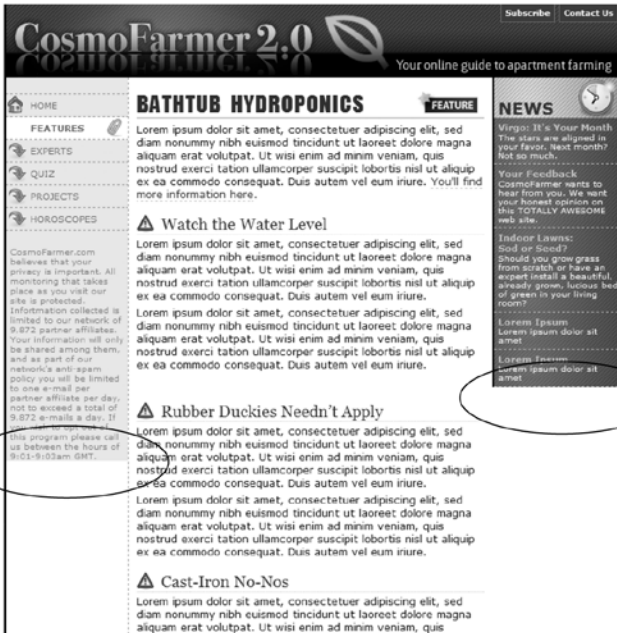 Subscribe Contact Us
CosmoFarmer 2.0
Your online guide to apartment farming
HOME
FEATURES
EXPERTS
QUIZ
PROJECTS
HOROSCOPES
CosmoFarmer.com
believes that your
privacy is important. All
monitoring that takes
place as you visit our
site is protected.
Information collected is
limited to our network of
9,872 partner affiliates.
Your information will only
be shared among them,
and as part of our
network's anti-spam
policy you will be limited
to one e-mail per
partner affiliate per day,
not to exceed a total of
9,872 e-mails a day. If
you wish to opt out of
this program please call
us between the hours of
9:01-9:03am GMT.
BATHTUB HYDROPONICS
FEATURE
Lorem ipsum dolor sit amet, consectetuer adipiscing elit, sed
diam nonummy nibh euismod tincidunt ut laoreet dolore magna
aliquam erat volutpat. Ut wisi enim ad minim veniam, quis
nostrud exerci tation ullamcorper suscipit lobortis nisl ut aliquip
ex ea commodo consequat. Duis autem vel eum iriure. You'll find
more information here.
Watch the Water Level
Lorem ipsum dolor sit amet, consectetuer adipiscing elit, sed
diam nonummy nibh euismod tincidunt ut laoreet dolore magna
aliquam erat volutpat. Ut wisi enim ad minim veniam, quis
nostrud exerci tation ullamcorper suscipit lobortis nisl ut aliquip
ex ea commodo consequat. Duis autem vel eum iriure.
Lorem ipsum dolor sit amet, consectetuer adipiscing elit, sed
diam nonummy nibh euismod tincidunt ut laoreet dolore magna
aliquam erat volutpat. Ut wisi enim ad minim veniam, quis
nostrud exerci tation ullamcorper suscipit lobortis nisl ut aliquip
ex ea commodo consequat. Duis autem vel eum iriure.
Rubber Duckies Needn't Apply
Lorem ipsum dolor sit amet, consectetuer adipiscing elit, sed
diam nonummy nibh euismod tincidunt ut laoreet dolore magna
aliquam erat volutpat. Ut wisi enim ad minim veniam, quis
nostrud exerci tation ullamcorper suscipit lobortis nisl ut aliquip
ex ea commodo consequat. Duis autem vel eum iriure.
Lorem ipsum dolor sit amet, consectetuer adipiscing elit, sed
diam nonummy nibh euismod tincidunt ut laoreet dolore magna
aliquam erat volutpat. Ut wisi enim ad minim veniam, quis
nostrud exerci tation ullamcorper suscipit lobortis nisl ut aliquip
ex ea commodo consequat. Duis autem vel eum iriure.
Cast-Iron No-Nos
Lorem ipsum dolor sit amet, consectetuer adipiscing elit, sed
diam nonummy nibh euismod tincidunt ut laoreet dolore magna
aliquam erat volutpat. Ut wisi enim ad minim veniam, quis
NEWS
Virgo: It's Your Month
The stars are aligned in
your favor. Next month?
Not so much.
Your Feedback
CosmoFarmer wants to
hear from you. We want
your honest opinion on
this TOTALLY AWESOME
web site.
Indoor Lawns:
Sod or Seed?
Should you grow grass
from scratch or have an
expert install a beautiful,
already grown, lucious bed
of green in your living
room?
Lorem Ipsum
Lorem ipsum dolor sit
amet
Lorem Ipsum
Lorem ipsum dolor sit
amet